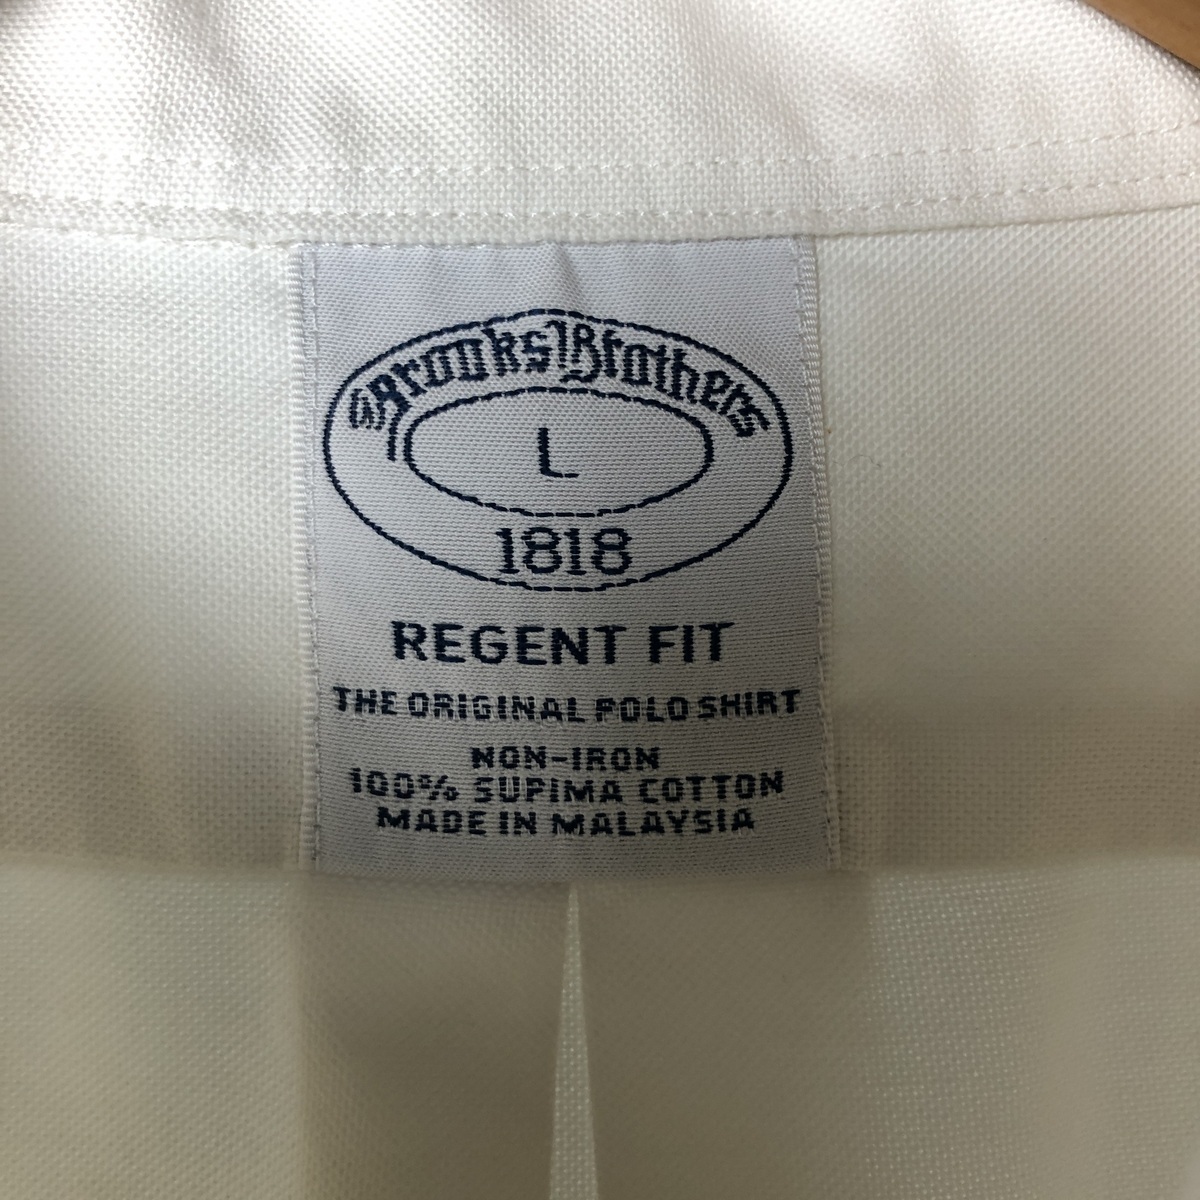 Brooks Brothers
L
1818
REGENT FIT
THE ORIGINAL POLO SHIRT
NON-IRON
100% SUPIMA COTTON
MADE IN MALAYSIA